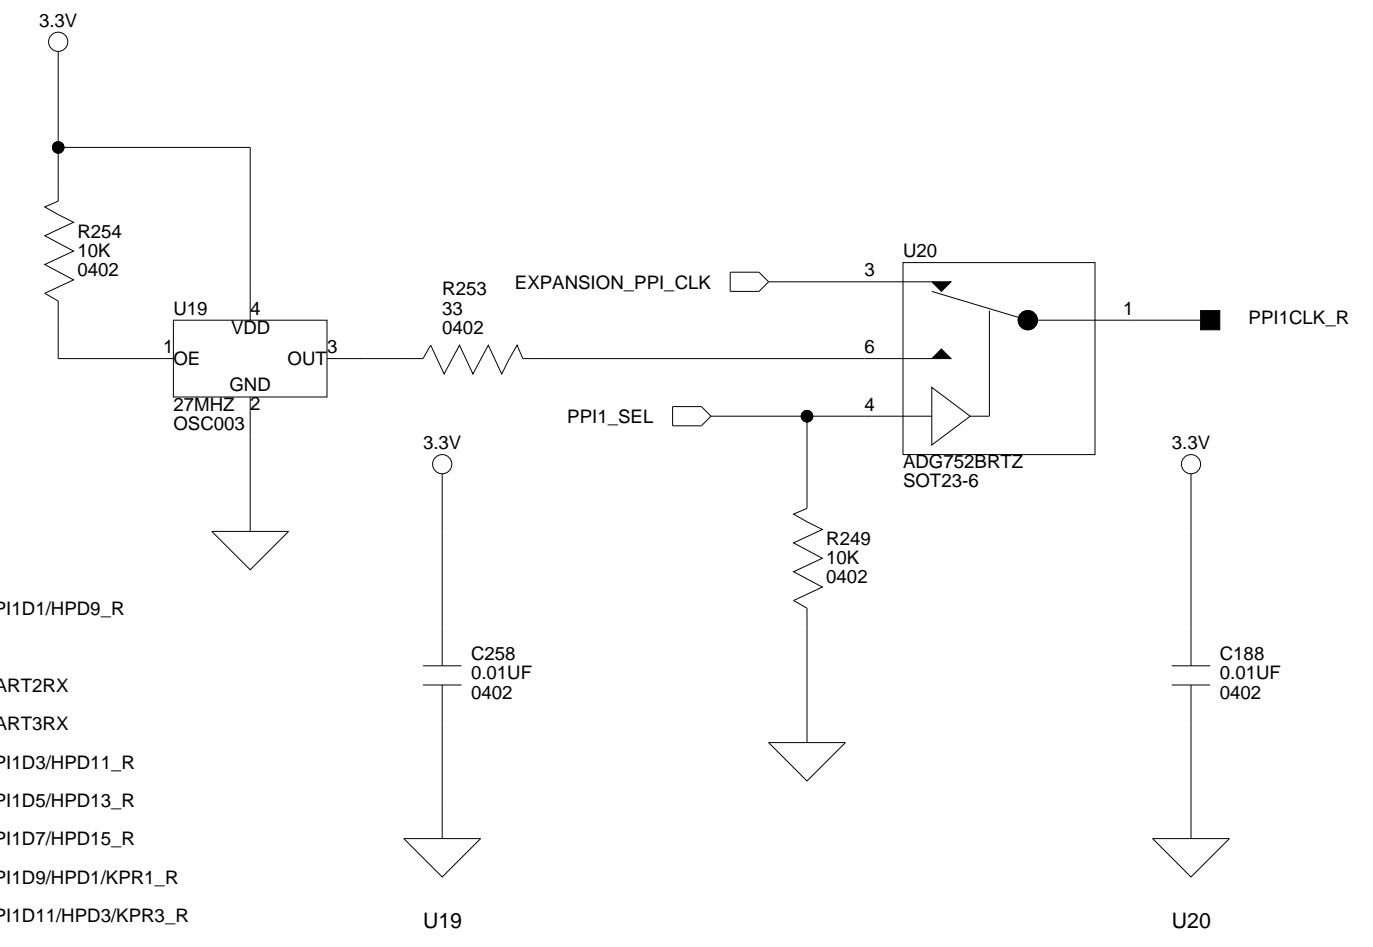 3.3V
R254
10K
0402
U19
4
VDD
1
OE
OUT
3
GND
2
27MHZ
OSC003
R253
33
0402
EXPANSION_PPI_CLK
3
U20
1
PPI1CLK_R
6
PPI1_SEL
4
ADG752BRTZ
SOT23-6
R249
10K
0402
3.3V
C258
0.01UF
0402
U19
3.3V
C188
0.01UF
0402
U20
PI1D1/HPD9_R
ART2RX
ART3RX
PI1D3/HPD11_R
PI1D5/HPD13_R
PI1D7/HPD15_R
PI1D9/HPD1/KPR1_R
PI1D11/HPD3/KPR3_R